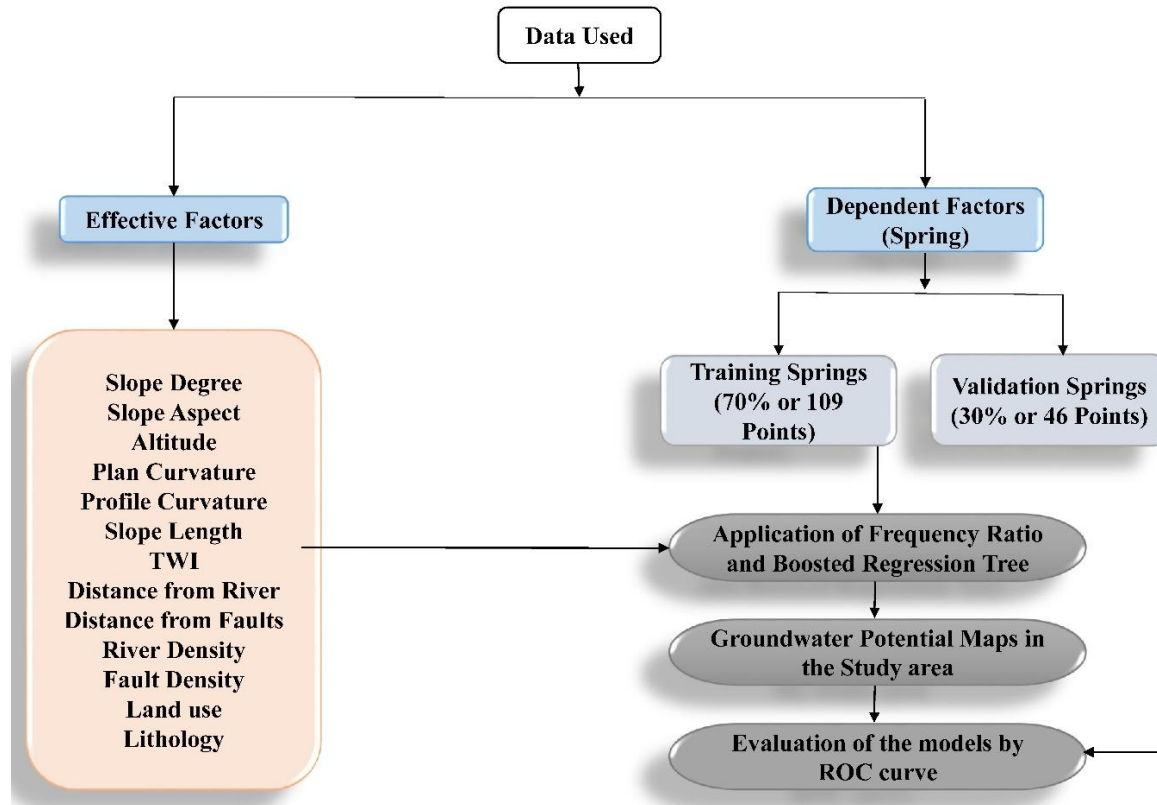 Data Used
Effective Factors
Dependent Factors
(Spring)
Slope Degree
Slope Aspect
Altitude
Plan Curvature
Profile Curvature
Slope Length
TWI
Distance from River
Distance from Faults
River Density
Fault Density
Land use
Lithology
Training Springs
(70% or 109
Points)
Validation Springs
(30% or 46 Points)
Application of Frequency Ratio
and Boosted Regression Tree
Groundwater Potential Maps in
the Study area
Evaluation of the models by
ROC curve